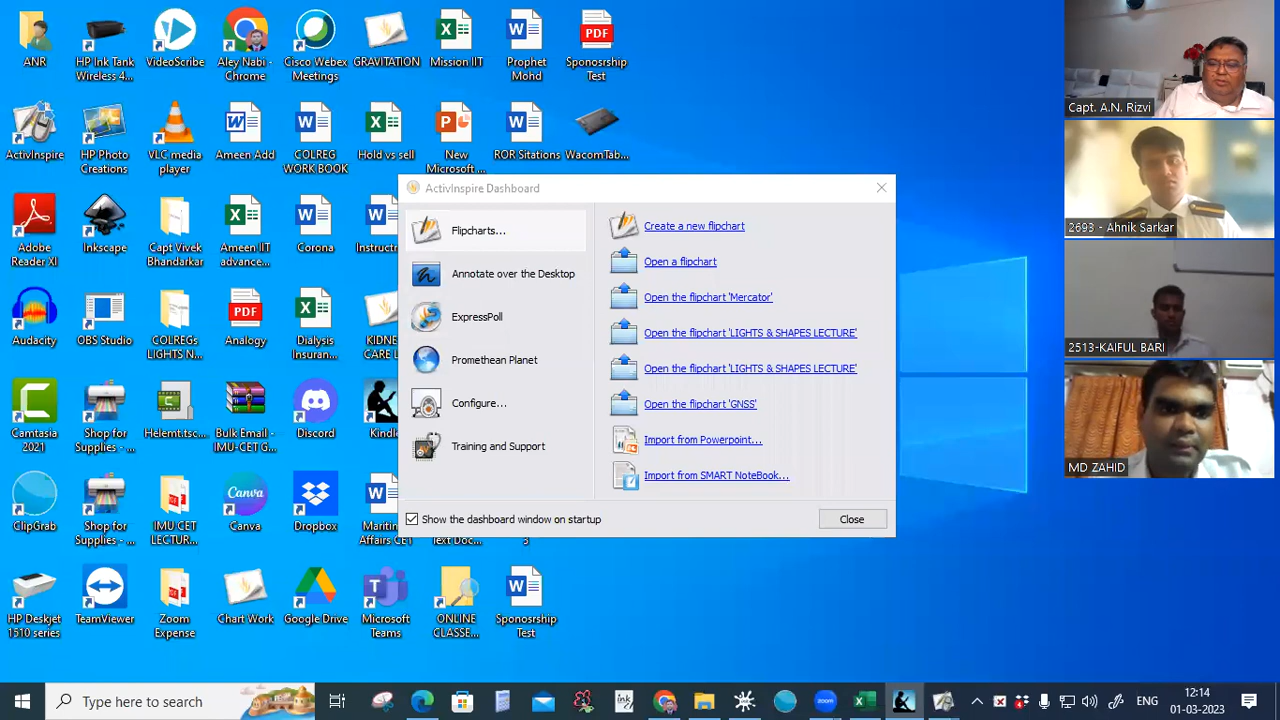 ANR
HP Ink Tank
Wireless 4...
VideoScribe
Aley Nabi -
Chrome
Cisco Webex
Meetings
GRAVITATION
Mission IIT
Prophet
Mohd
Sponosrship
Test
ActivInspire
HP Photo
Creations
VLC media
player
Ameen Add
COLREG
WORK BOOK
Hold vs sell
New
Microsoft ...
ROR Sitations
WacomTab...
Adobe
Reader XI
Inkscape
Capt Vivek
Bhandarkar
Ameen IIT
advance...
Corona
Instruct
Audacity
OBS Studio
COLREGs
LIGHTS N...
Analogy
Dialysis
Insuran...
KIDNE
CARE L
Camtasia
2021
Shop for
Supplies - ...
Helemt.tsc...
Bulk Email -
IMU-CET G...
Discord
Kindl
ClipGrab
Shop for
Supplies - ...
IMU CET
LECTUR...
Canva
Dropbox
Maritim
Affairs CET
Text Doc...
3
HP Deskjet
1510 series
TeamViewer
Zoom
Expense
Chart Work
Google Drive
Microsoft
Teams
ONLINE
CLASSE...
Sponosrship
Test
ActivInspire Dashboard
Flipcharts...
Annotate over the Desktop
ExpressPoll
Promethean Planet
Configure...
Training and Support
Create a new flipchart
Open a flipchart
Open the flipchart 'Mercator'
Open the flipchart 'LIGHTS & SHAPES LECTURE'
Open the flipchart 'LIGHTS & SHAPES LECTURE'
Open the flipchart 'GNSS'
Import from Powerpoint...
Import from SMART NoteBook...
Show the dashboard window on startup
Close
Capt. A.N. Rizvi
2693 - Ahnik Sarkar
2513-KAIFUL BARI
MD ZAHID
Type here to search
ENG
12:14
01-03-2023